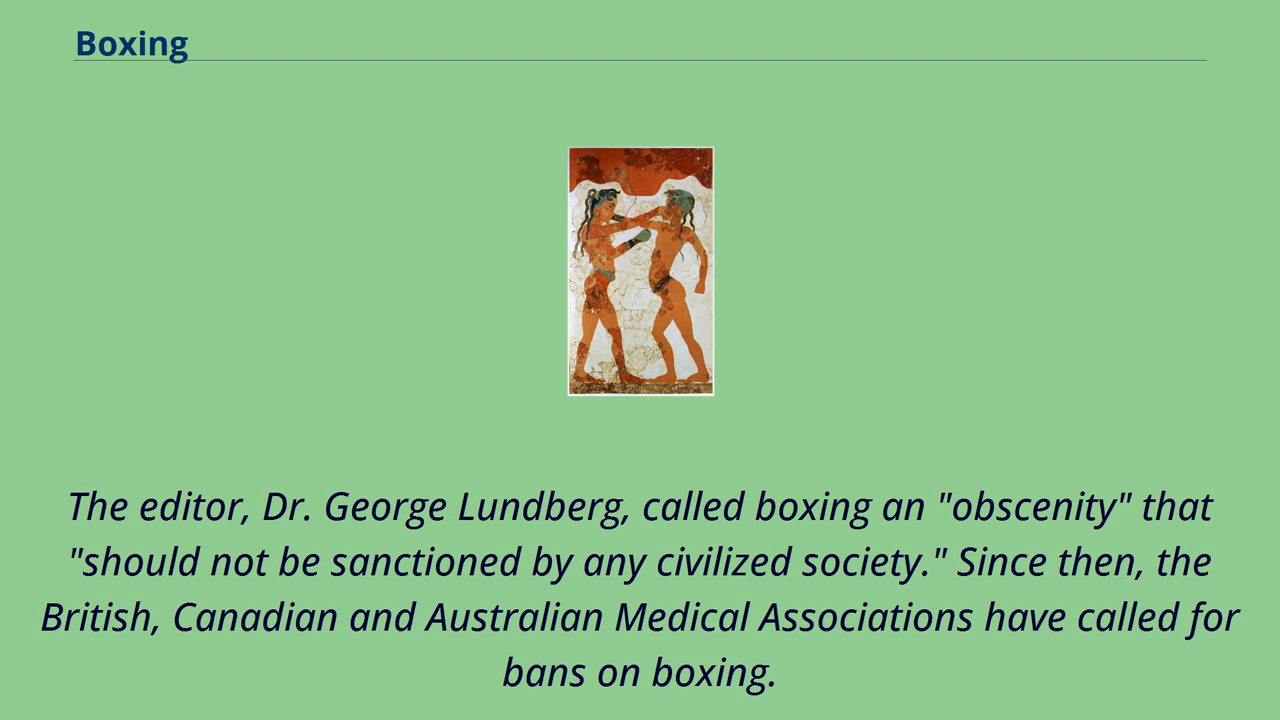 Boxing
The editor, Dr. George Lundberg, called boxing an "obscenity" that
"should not be sanctioned by any civilized society." Since then, the
British, Canadian and Australian Medical Associations have called for
bans on boxing.